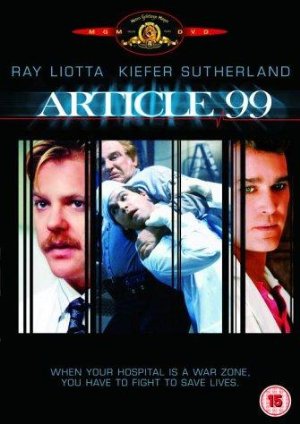 MGM DVD
RAY LIOTTA KIEFER SUTHERLAND
ARTICLE 99
WHEN YOUR HOSPITAL IS A WAR ZONE,
YOU HAVE TO FIGHT TO SAVE LIVES.
15